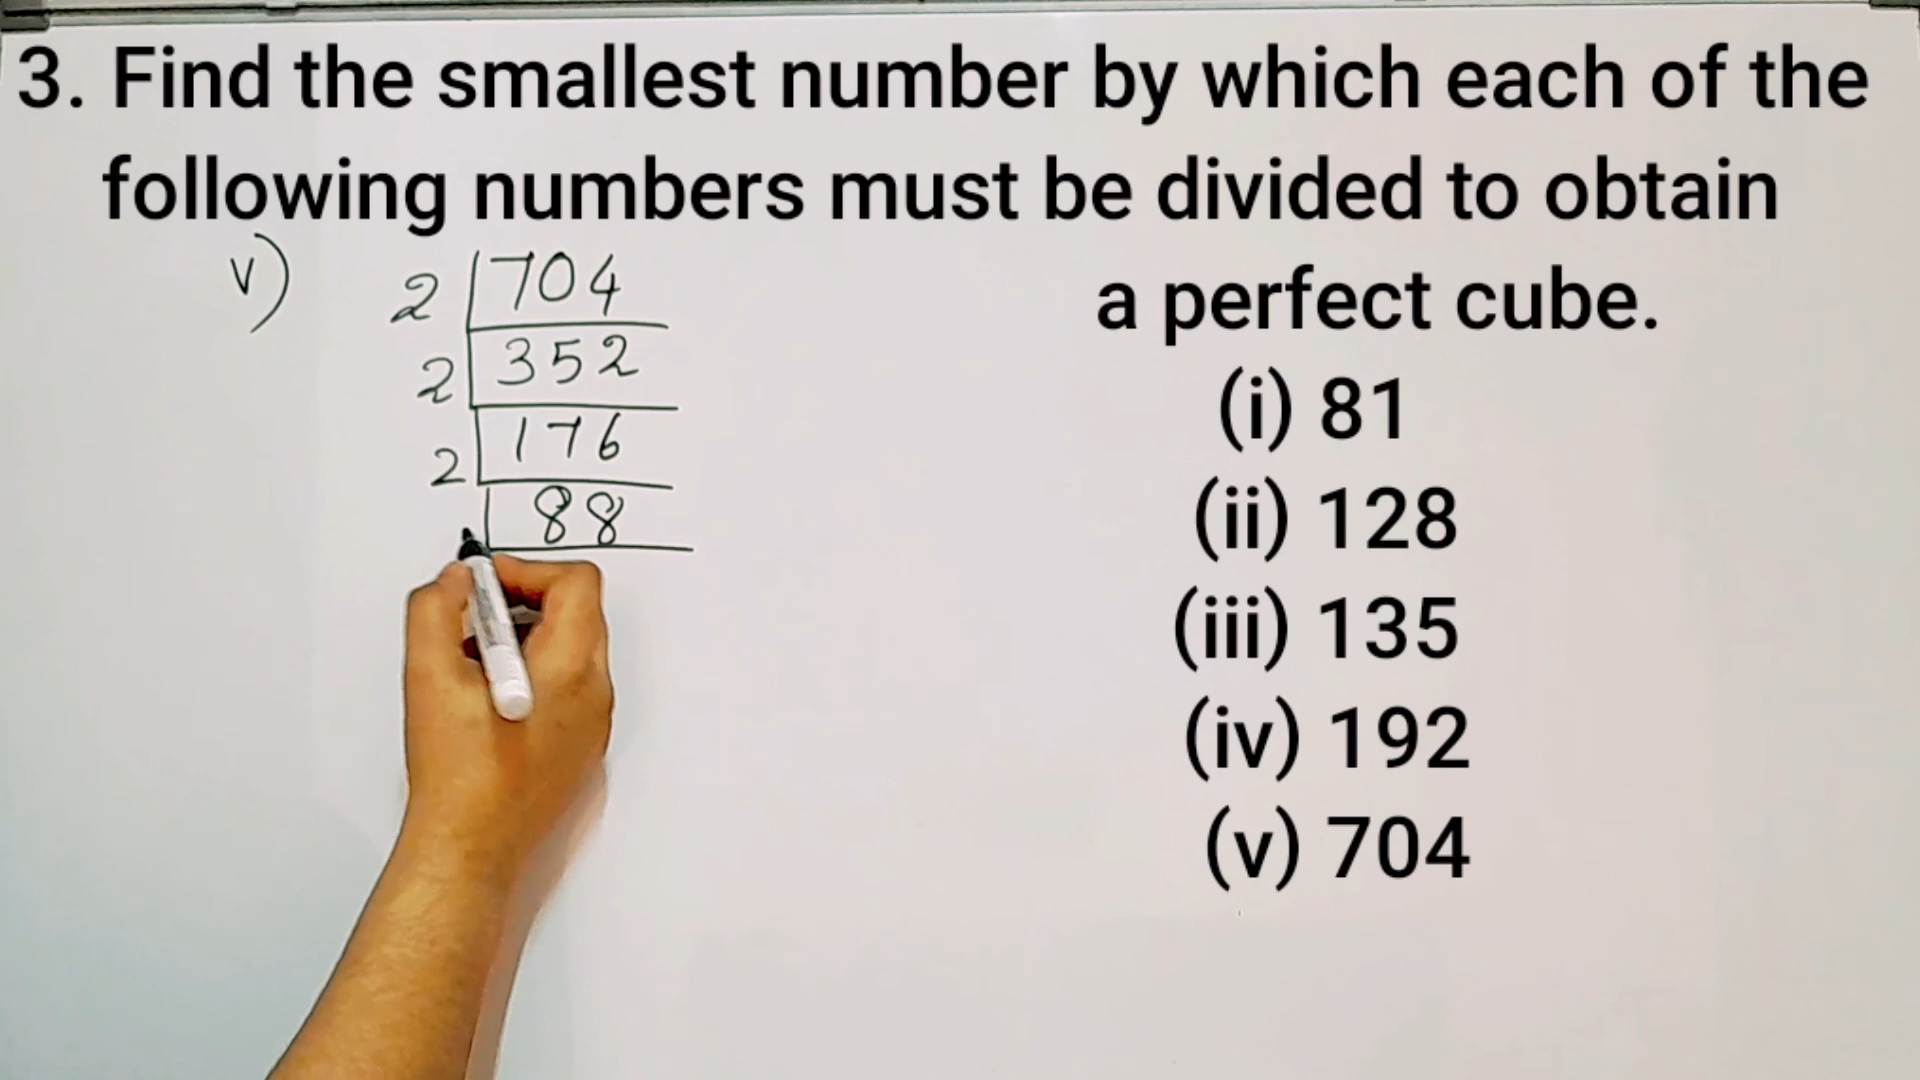 3. Find the smallest number by which each of the
following numbers must be divided to obtain
a perfect cube.
(i) 81
(ii) 128
(iii) 135
(iv) 192
(v) 704
v)
2 704
2 352
2 176
88